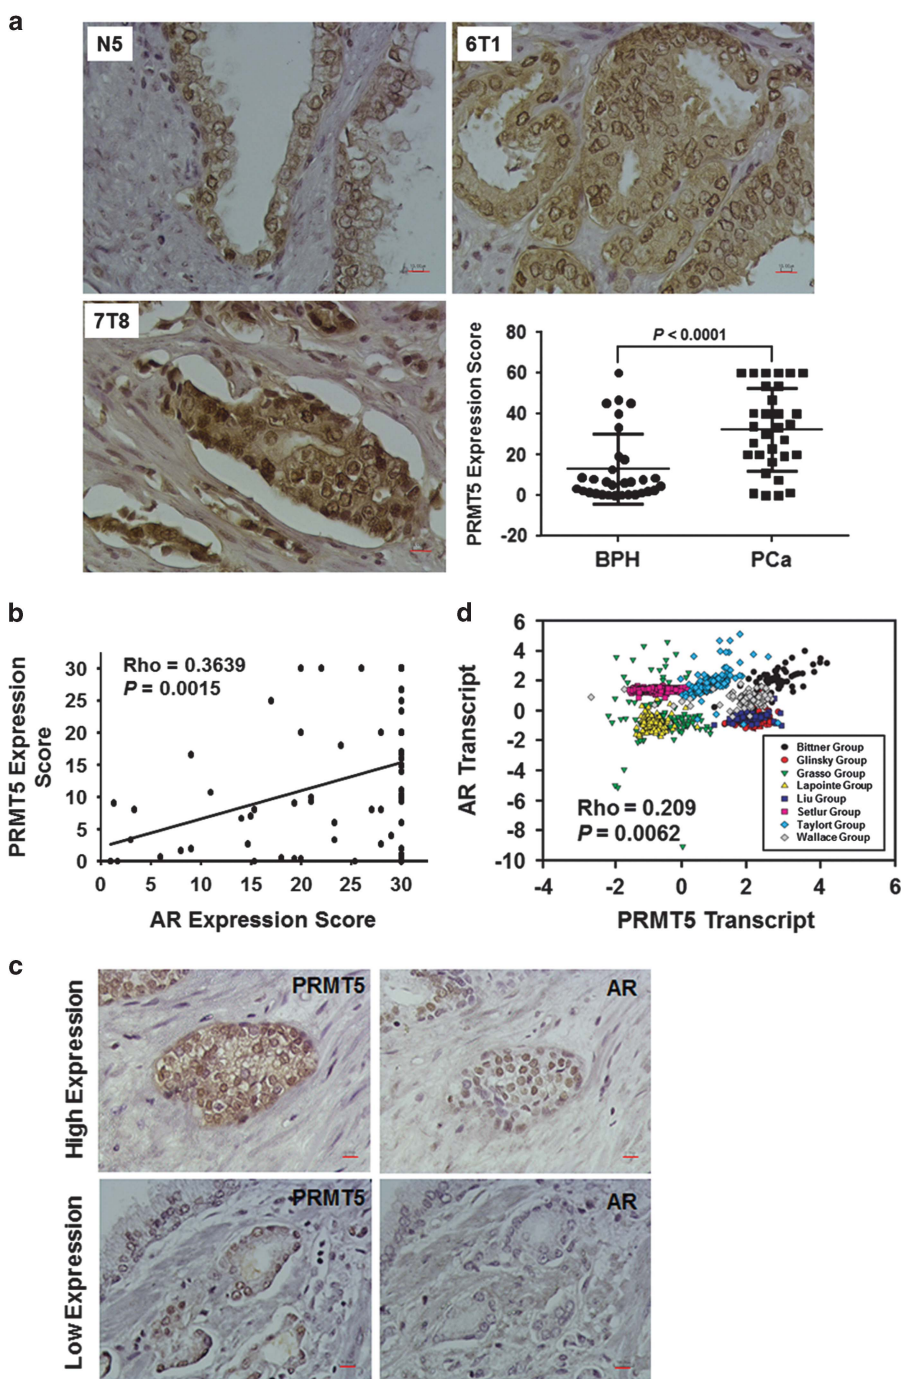 a
N5
6T1
7T8
PRMT5 Expression Score
80
60
40
20
0
-20
P < 0.0001
BPH
PCa
b
PRMT5 Expression
Score
30
25
20
15
10
5
0
Rho = 0.3639
P = 0.0015
0 5 10 15 20 25 30
AR Expression Score
d
AR Transcript
6
4
2
0
-2
-4
-6
-8
-10
Bittner Group
Glinsky Group
Grasso Group
Lapointe Group
Liu Group
Setlur Group
Taylort Group
Wallace Group
Rho = 0.209
P = 0.0062
-4 -2 0 2 4 6
PRMT5 Transcript
c
High Expression
PRMT5
AR
Low Expression
PRMT5
AR